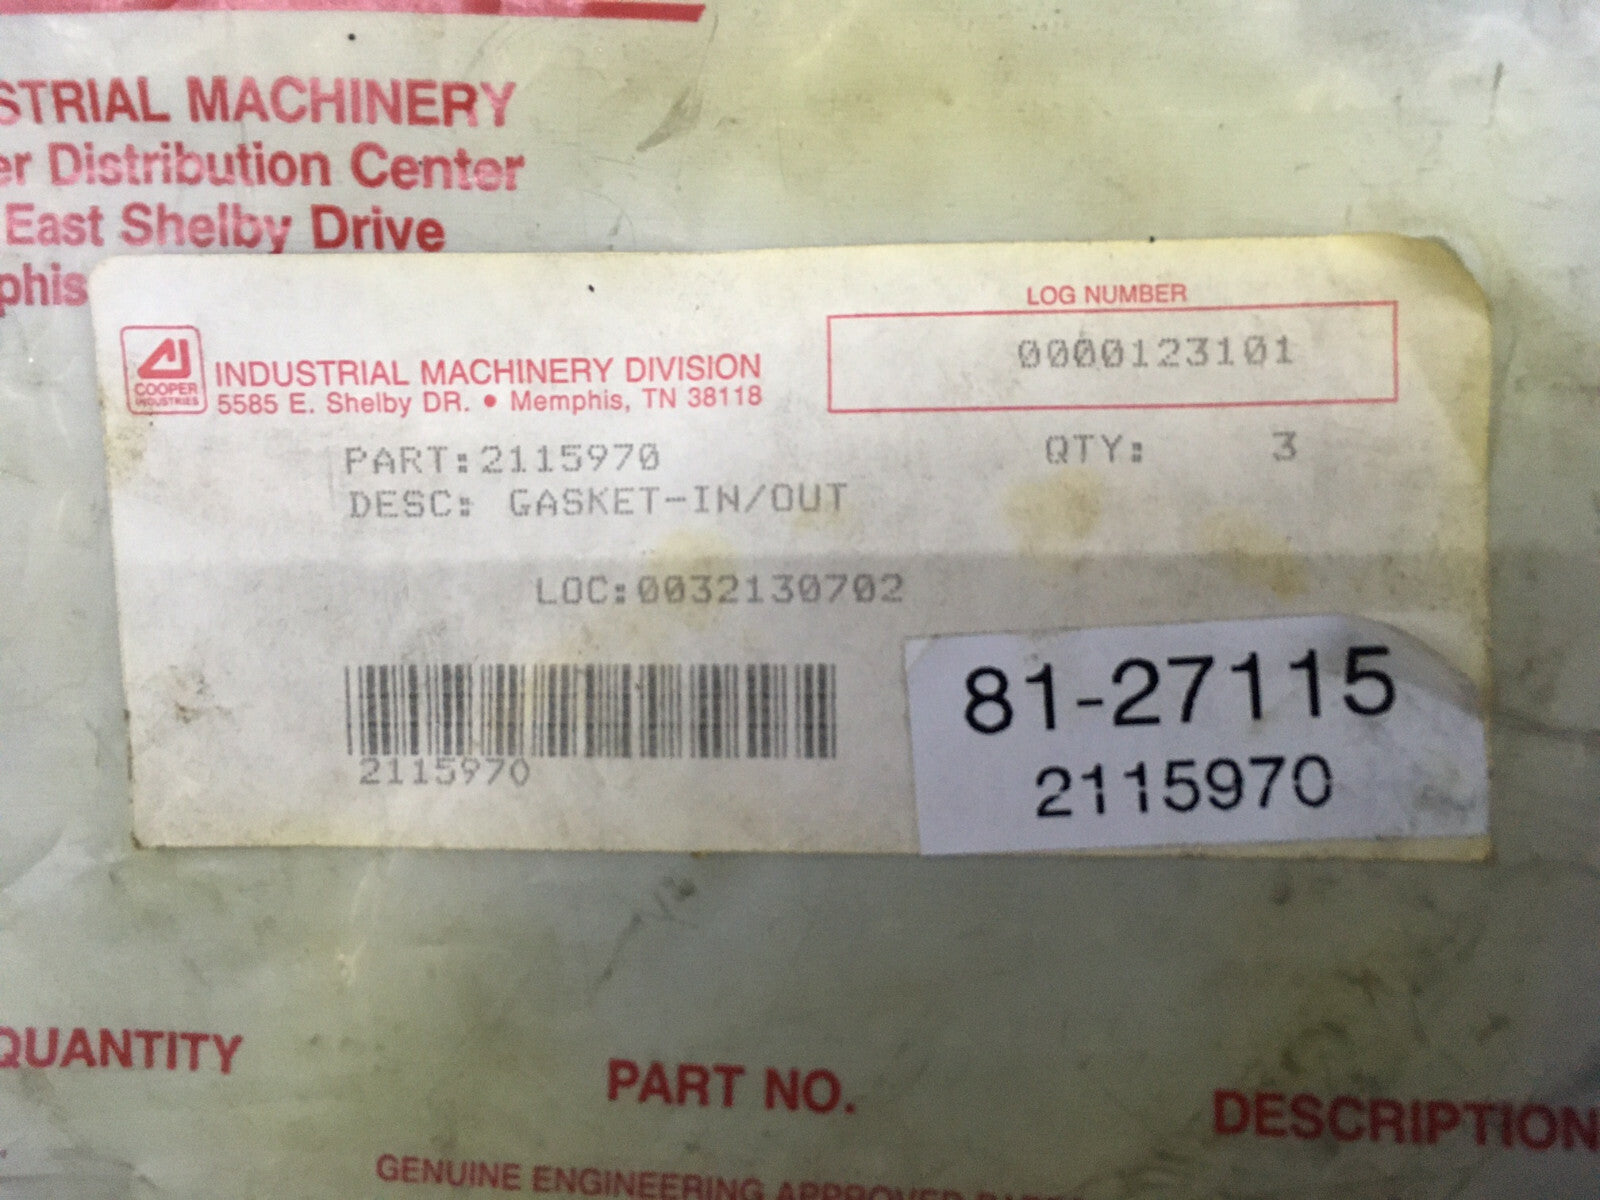 STRIAL MACHINERY
er Distribution Center
East Shelby Drive
phis
COOPER
INDUSTRIES
INDUSTRIAL MACHINERY DIVISION
5585 E. Shelby DR. • Memphis, TN 38118
LOG NUMBER
0000123101
PART:2115970
QTY: 3
DESC: GASKET-IN/OUT
LOC:0032130702
2115970
81-27115
2115970
QUANTITY
PART NO.
DESCRIPTION
GENUINE ENGINEERING APPROVED